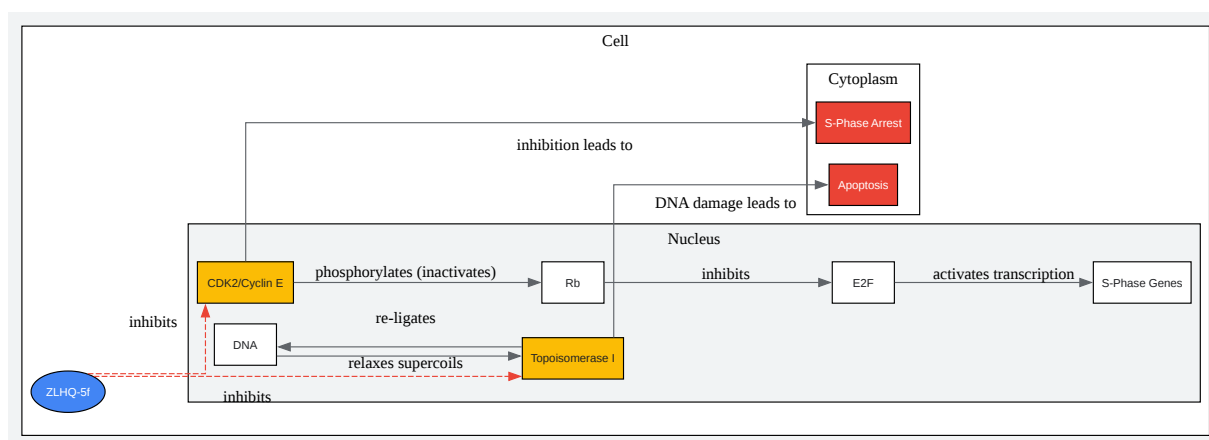 Cell
Cytoplasm
S-Phase Arrest
inhibition leads to
Apoptosis
DNA damage leads to
Nucleus
CDK2/Cyclin E
phosphorylates (inactivates)
Rb
inhibits
E2F
activates transcription
S-Phase Genes
inhibits
re-ligates
DNA
relaxes supercoils
Topoisomerase I
ZLHQ-5f
inhibits